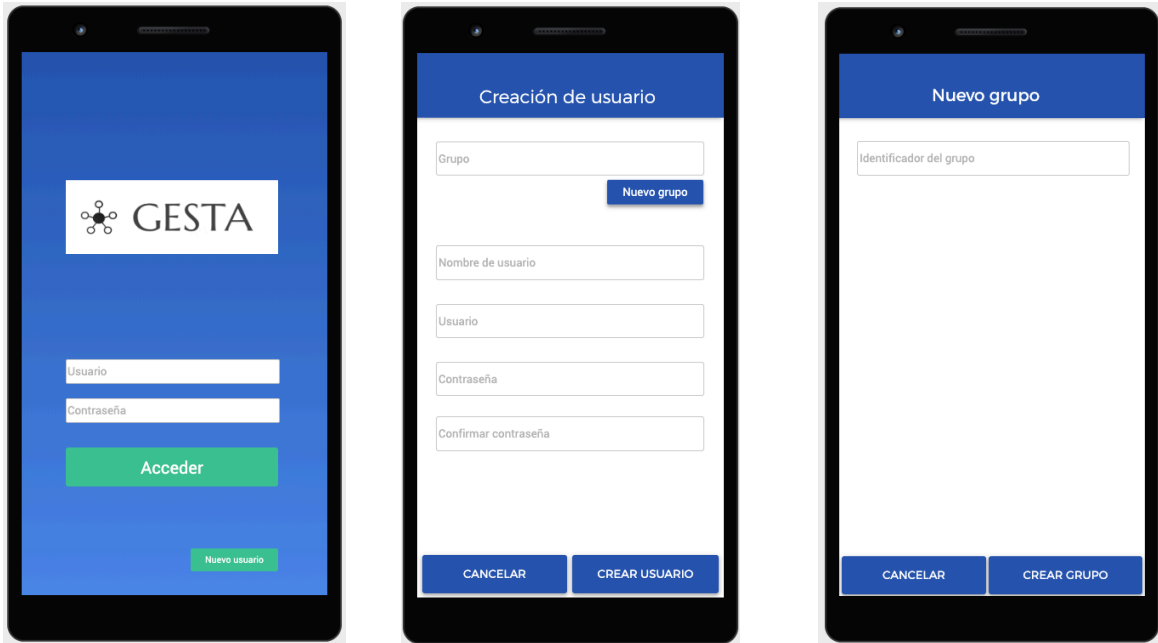 GESTA
Usuario
Contraseña
Acceder
Nuevo usuario
Creación de usuario
Grupo
Nuevo grupo
Nombre de usuario
Usuario
Contraseña
Confirmar contraseña
CANCELAR
CREAR USUARIO
Nuevo grupo
Identificador del grupo
CANCELAR
CREAR GRUPO